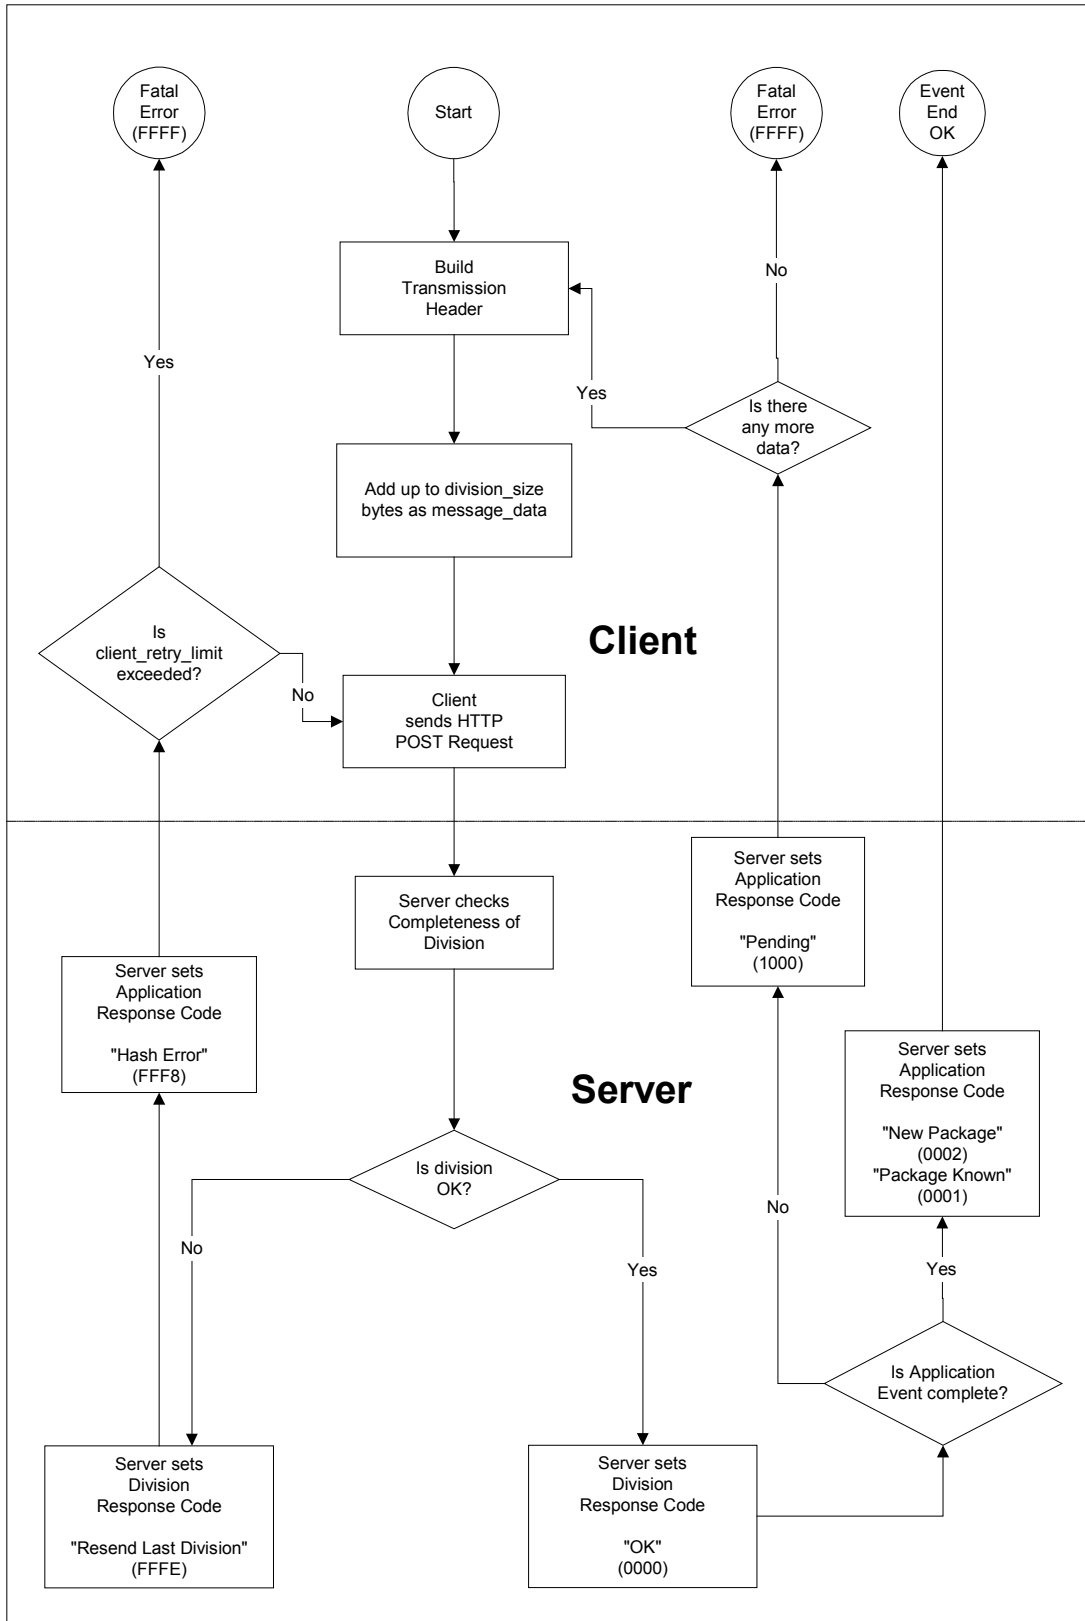 Fatal
Error
(FFFF)
Start
Fatal
Error
(FFFF)
Event
End
OK
Build
Transmission
Header
No
Yes
Yes
Is there
any more
data?
Add up to division_size
bytes as message_data
Client
Is
client_retry_limit
exceeded?
No
Client
sends HTTP
POST Request
Server checks
Completeness of
Division
Server sets
Application
Response Code
"Pending"
(1000)
Server sets
Application
Response Code
"Hash Error"
(FFF8)
Server
Server sets
Application
Response Code
"New Package"
(0002)
"Package Known"
(0001)
Is division
OK?
No
No
Yes
Yes
Is Application
Event complete?
Server sets
Division
Response Code
"Resend Last Division"
(FFFE)
Server sets
Division
Response Code
"OK"
(0000)